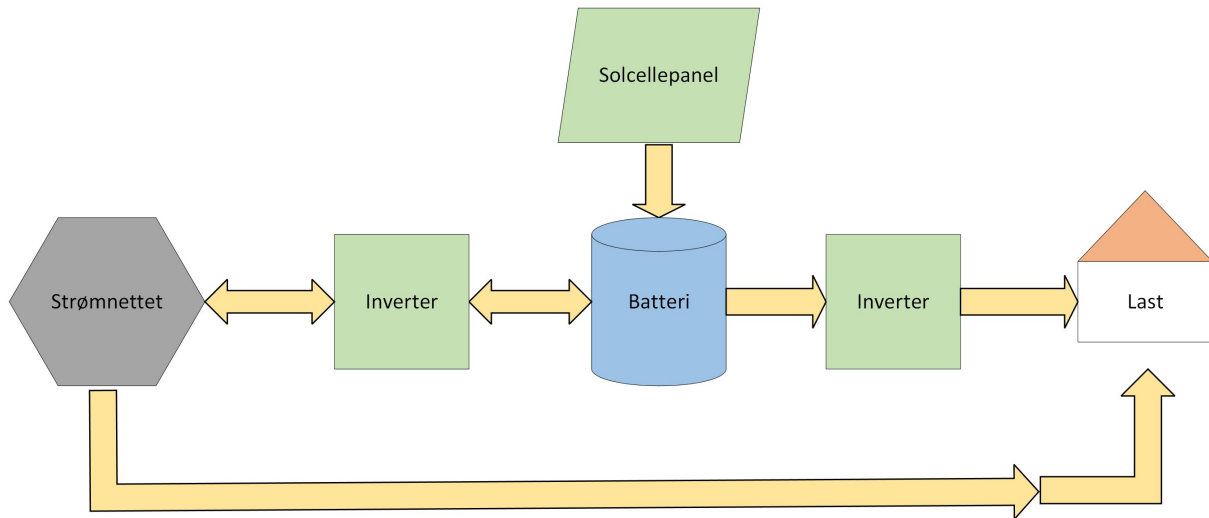 Solcellepanel
Strømnettet
Inverter
Batteri
Inverter
Last